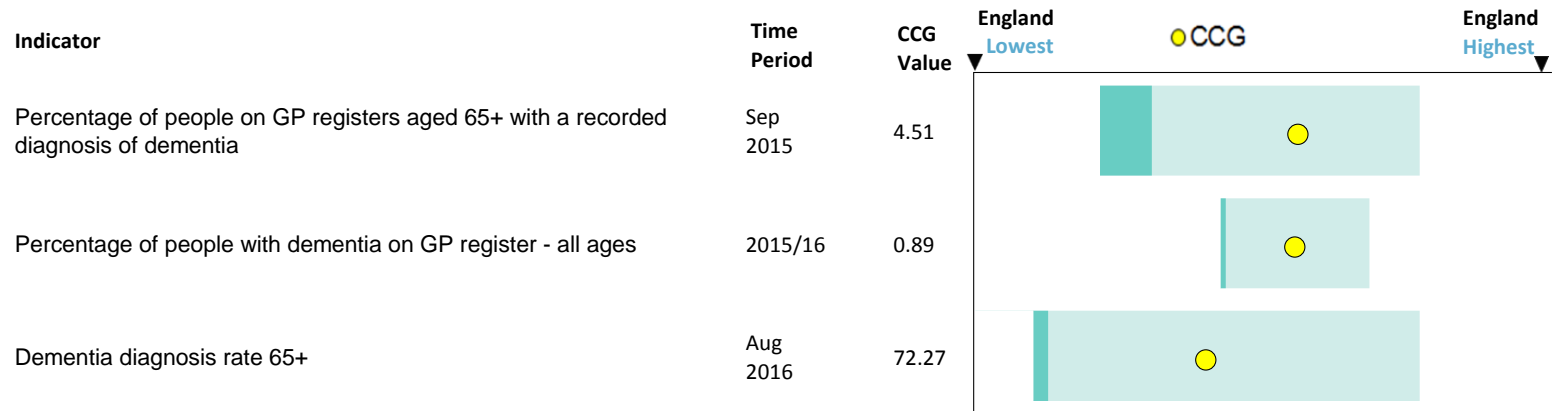 Indicator
Time
Period
CCG
Value
England
Lowest
CCG
England
Highest
Percentage of people on GP registers aged 65+ with a recorded
diagnosis of dementia
Sep
2015
4.51
Percentage of people with dementia on GP register - all ages
2015/16
0.89
Dementia diagnosis rate 65+
Aug
2016
72.27